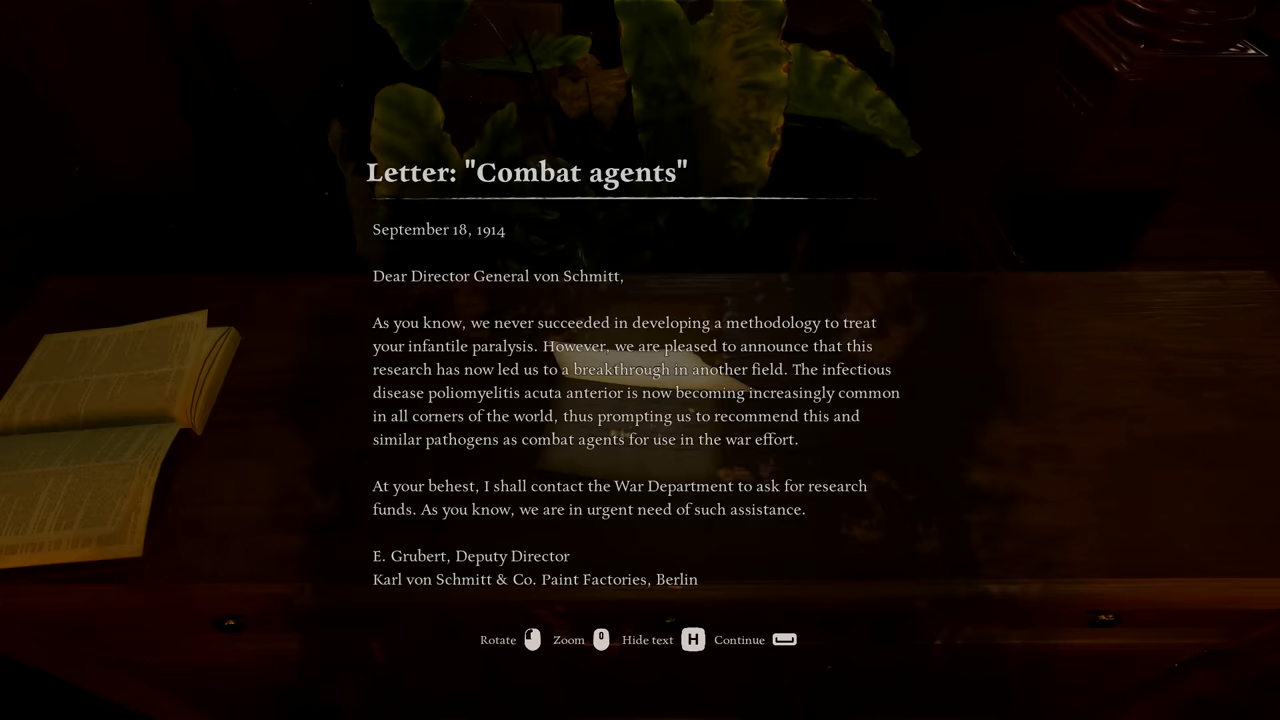 Letter: "Combat agents"
September 18, 1914
Dear Director General von Schmitt,
As you know, we never succeeded in developing a methodology to treat
your infantile paralysis. However, we are pleased to announce that this
research has now led us to a breakthrough in another field. The infectious
disease poliomyelitis acuta anterior is now becoming increasingly common
in all corners of the world, thus prompting us to recommend this and
similar pathogens as combat agents for use in the war effort.
At your behest, I shall contact the War Department to ask for research
funds. As you know, we are in urgent need of such assistance.
E. Grubert, Deputy Director
Karl von Schmitt & Co. Paint Factories, Berlin
Rotate Zoom Hide text H Continue